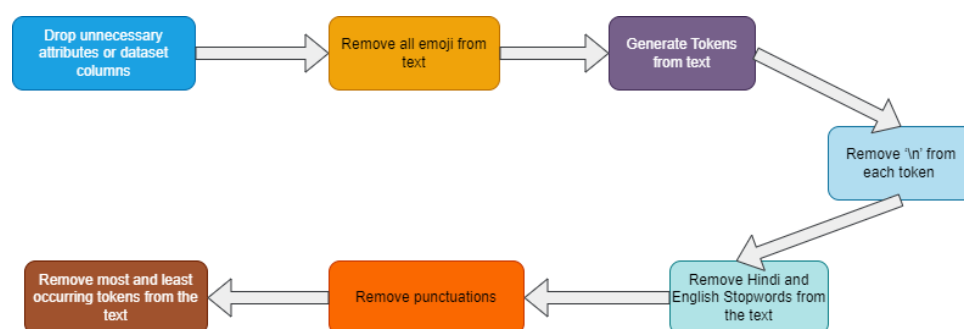 Drop unnecessary
attributes or dataset
columns
Remove all emoji from
text
Generate Tokens
from text
Remove '\n' from
each token
Remove Hindi and
English Stopwords from
the text
Remove punctuations
Remove most and least
occurring tokens from the
text